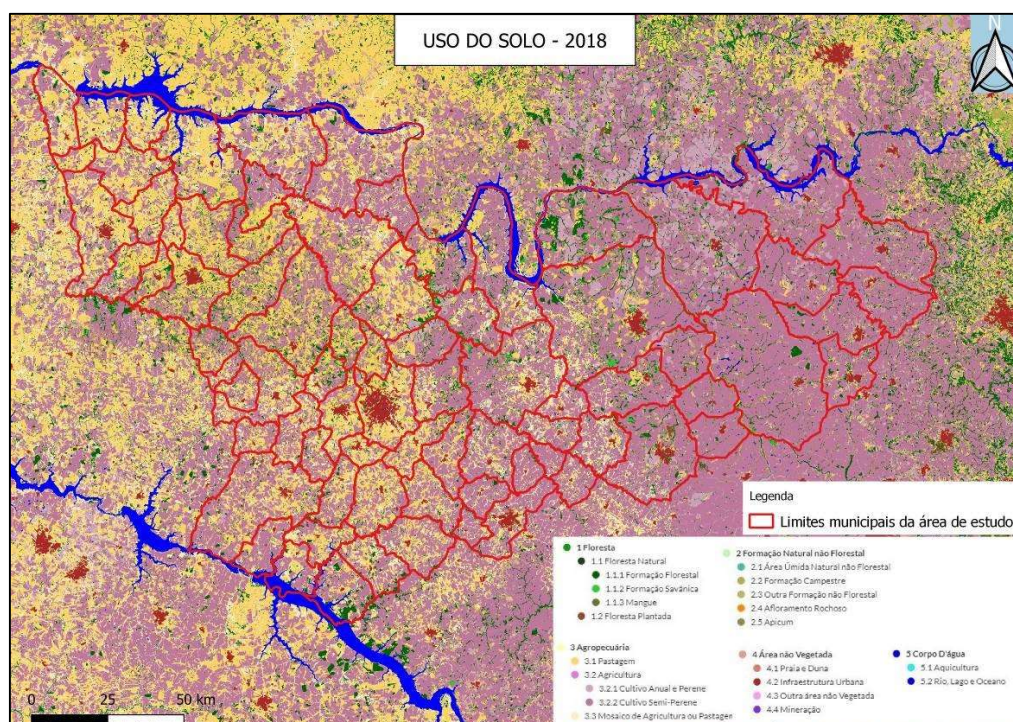 USO DO SOLO - 2018
N
Legenda
Limites municipais da área de estudo
1 Floresta
1.1 Floresta Natural
1.1.1 Formação Florestal
1.1.2 Formação Savânica
1.1.3 Mangue
1.2 Floresta Plantada
2 Formação Natural não Florestal
2.1 Área Úmida Natural não Florestal
2.2 Formação Campestre
2.3 Outra Formação não Florestal
2.4 Afloramento Rochoso
2.5 Apicum
3 Agropecuária
3.1 Pastagem
3.2 Agricultura
3.2.1 Cultivo Anual e Perene
3.2.2 Cultivo Semi-Perene
3.3 Mosaico de Agricultura ou Pastagem
4 Área não Vegetada
4.1 Praia e Duna
4.2 Infraestrutura Urbana
4.3 Outra área não Vegetada
4.4 Mineração
5 Corpo D'água
5.1 Aquicultura
5.2 Rio, Lago e Oceano
0 25 50 km